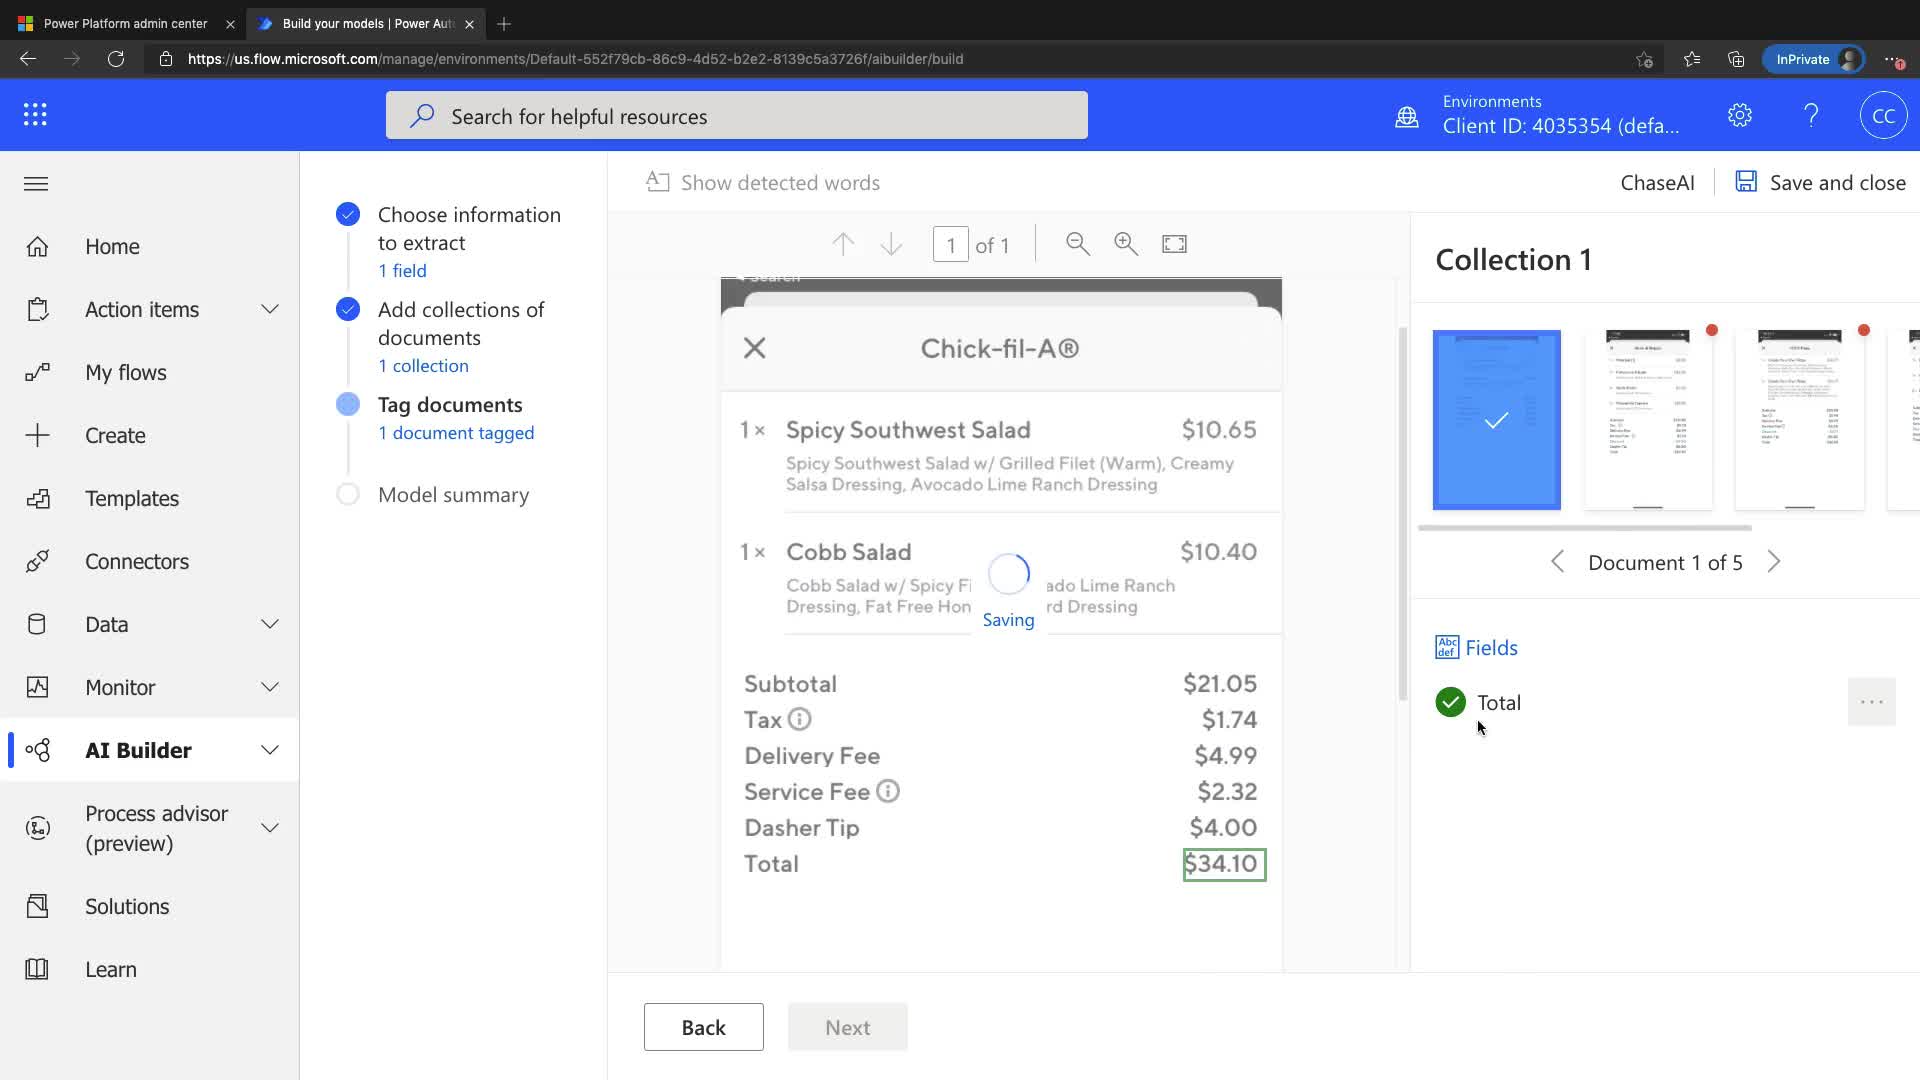 Power Platform admin center
Build your models | Power Aut
https://us.flow.microsoft.com/manage/environments/Default-552f79cb-86c9-4d52-b2e2-8139c5a3726f/aibuilder/build
InPrivate
Search for helpful resources
Environments
Client ID: 4035354 (defa...
CC
Home
Action items
My flows
Create
Templates
Connectors
Data
Monitor
AI Builder
Process advisor
(preview)
Solutions
Learn
Choose information
to extract
1 field
Add collections of
documents
1 collection
Tag documents
1 document tagged
Model summary
Show detected words
ChaseAI
Save and close
1 of 1
Search
Chick-fil-A®
1 × Spicy Southwest Salad $10.65
Spicy Southwest Salad w/ Grilled Filet (Warm), Creamy
Salsa Dressing, Avocado Lime Ranch Dressing
1 × Cobb Salad $10.40
Cobb Salad w/ Spicy Fi ado Lime Ranch
Dressing, Fat Free Hon rd Dressing
Saving
Subtotal $21.05
Tax $1.74
Delivery Fee $4.99
Service Fee $2.32
Dasher Tip $4.00
Total $34.10
Back
Next
Collection 1
Document 1 of 5
Abc
def
Fields
Total